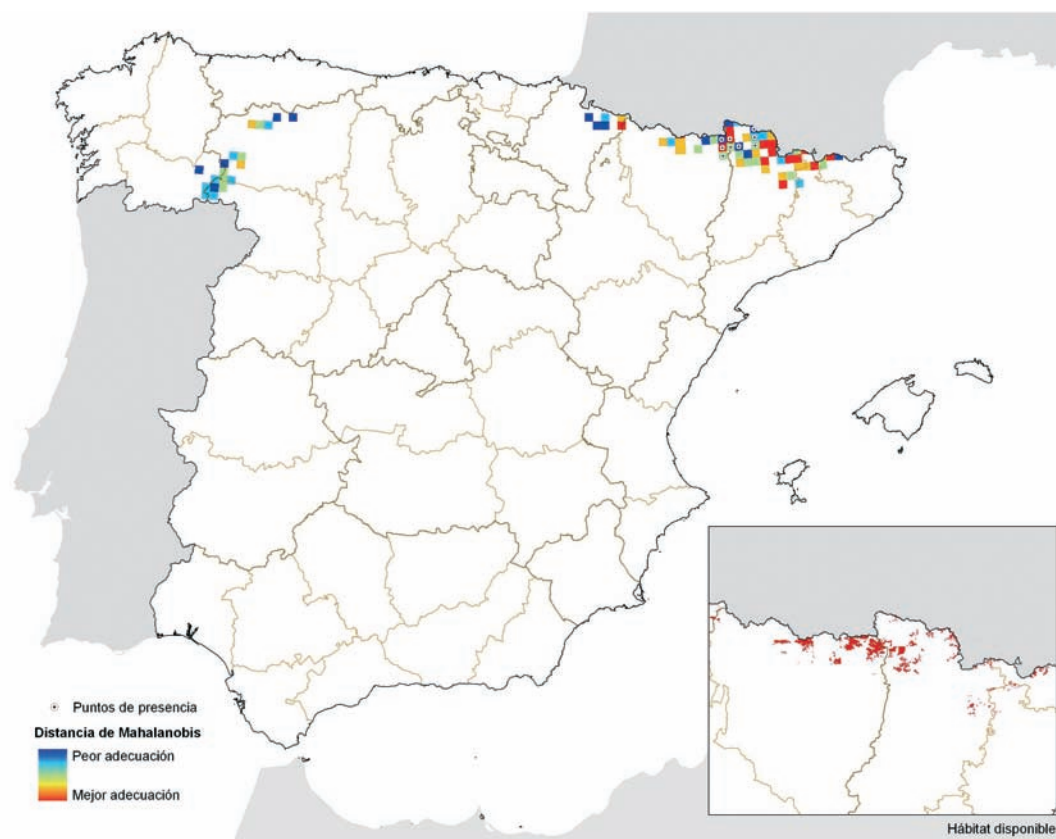 Puntos de presencia
Distancia de Mahalanobis
Peor adecuación
Mejor adecuación
Hábitat disponible